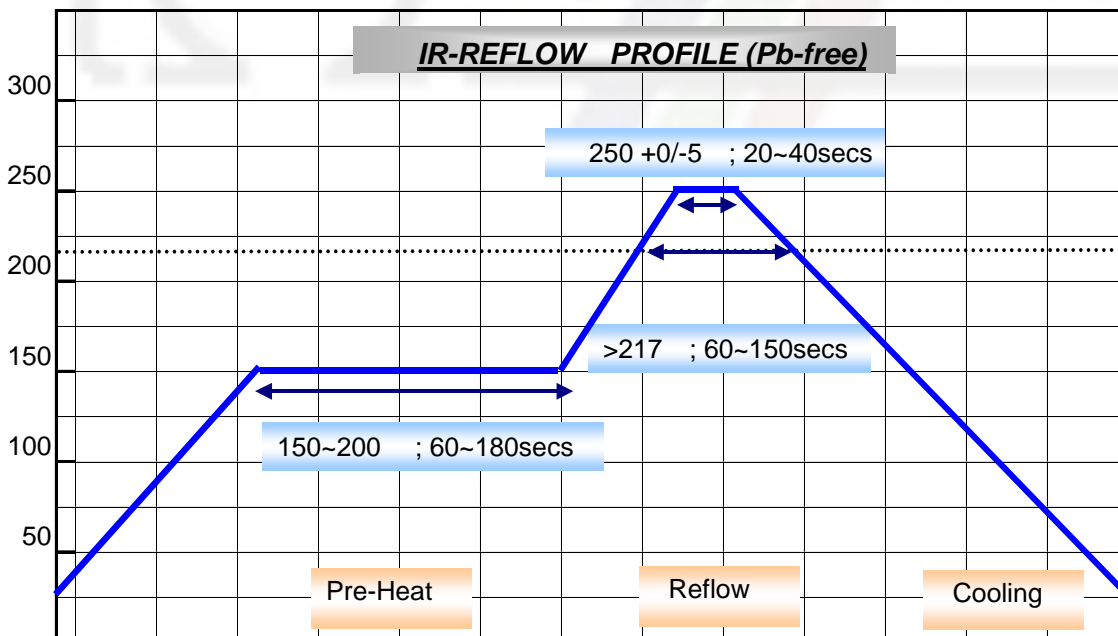 IR-REFLOW PROFILE (Pb-free)
300
250 +0/-5 ; 20~40secs
250
200
>217 ; 60~150secs
150
150~200 ; 60~180secs
100
50
Pre-Heat
Reflow
Cooling